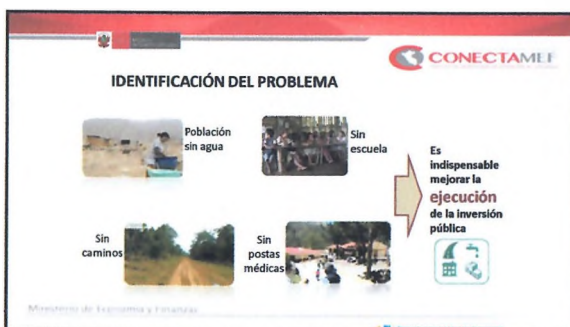 CONECTAMEF
IDENTIFICACIÓN DEL PROBLEMA
Población
sin agua
Sin
escuela
Es
indispensable
mejorar la
ejecución
de la inversión
pública
Sin
caminos
Sin
postas
médicas
Ministerio de Economía y Finanzas